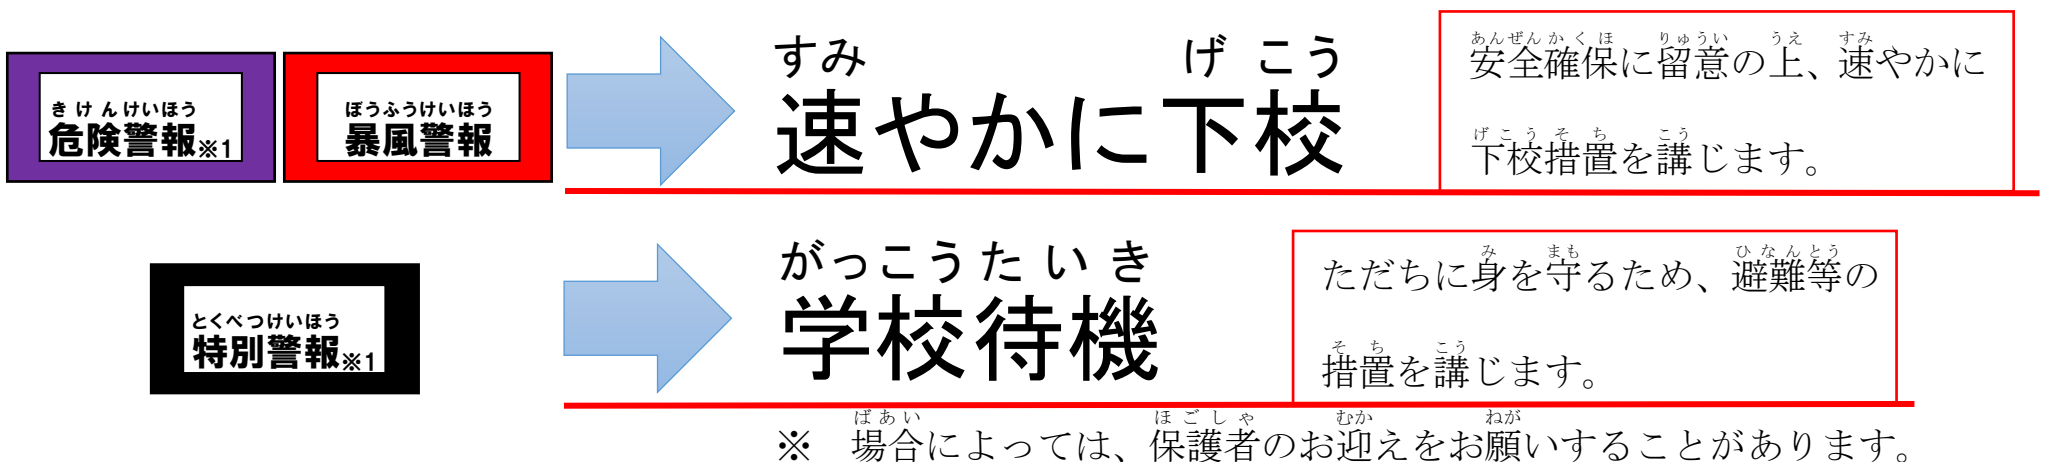 きけんけいほう
危険警報※1
ぼうふうけいほう
暴風警報
すみ げこう
速やかに下校
あんぜんかくほ りゅうい うえ すみ
安全確保に留意の上、速やかに
げこうそち こう
下校措置を講じます。
とくべつけいほう
特別警報※1
がっこうたいき
学校待機
み まも ひなんとう
ただちに身を守るため、避難等の
そち こう
措置を講じます。
ばあい ほごしゃ むか ねが
※ 場合によっては、保護者のお迎えをお願いすることがあります。